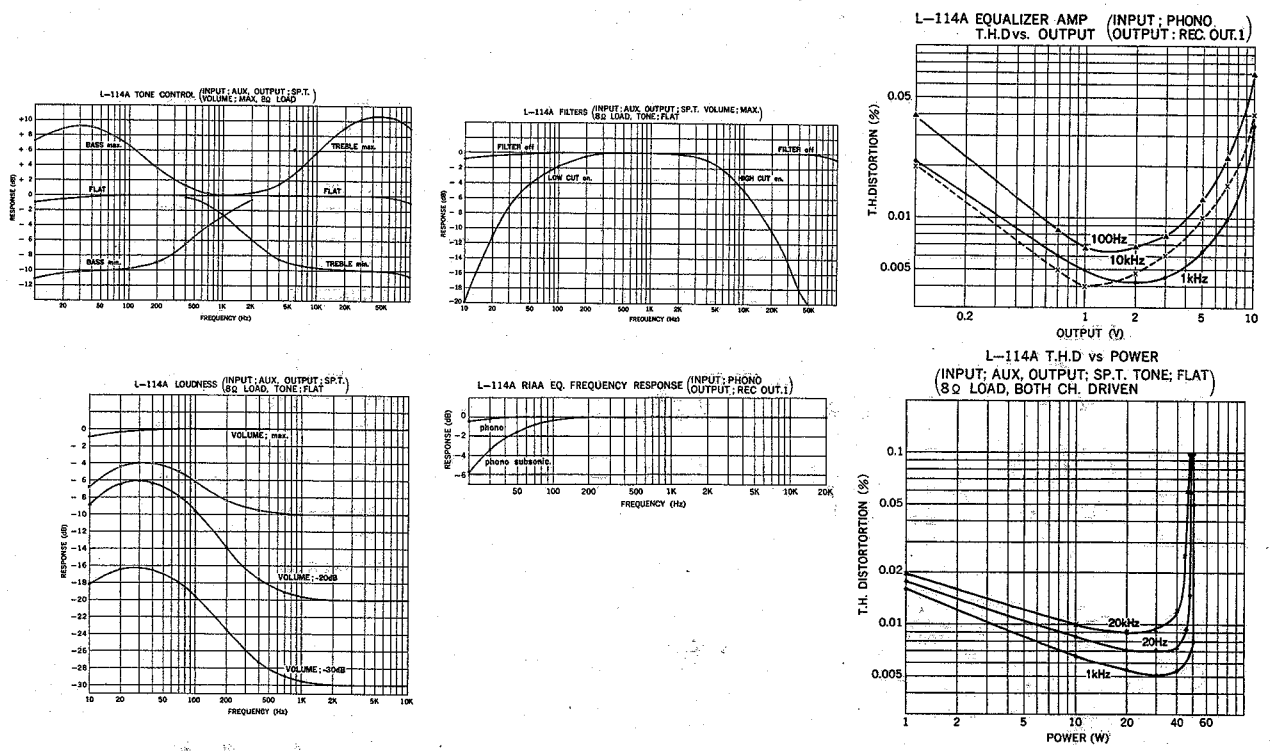 L-114A TONE CONTROL (INPUT; AUX, OUTPUT; SP.T. VOLUME; MAX, 8Ω LOAD)
RESPONSE (dB)
+10
+ 8
+ 6
+ 4
+ 2
0
- 2
- 4
- 6
- 8
-10
-12
BASS max.
TREBLE max.
FLAT
FLAT
BASS min.
TREBLE min.
20 50 100 200 500 1K 2K 5K 10K 20K 50K
FREQUENCY (Hz)
L-114A FILTERS (INPUT; AUX, OUTPUT; SP.T. VOLUME; MAX. 8Ω LOAD, TONE; FLAT)
RESPONSE (dB)
0
-2
-4
-6
-8
-10
-12
-14
-16
-18
-20
FILTER off
FILTER off
LOW CUT on.
HIGH CUT on.
10 20 50 100 200 500 1K 2K 5K 10K 20K 50K
FREQUENCY (Hz)
L-114A EQUALIZER AMP (INPUT; PHONO
T.H.D vs. OUTPUT OUTPUT: REC. OUT.1)
T.H.DISTORTION (%)
0.05
0.01
0.005
100Hz
10kHz
1kHz
0.2 1 2 5 10
OUTPUT (V)
L-114A LOUDNESS (INPUT; AUX, OUTPUT; SP.T. 8Ω LOAD, TONE; FLAT)
RESPONSE (dB)
0
- 2
- 4
- 6
- 8
-10
-12
-14
-16
-18
-20
-22
-24
-26
-28
-30
VOLUME; max.
VOLUME; -20dB
VOLUME; -30dB
10 20 50 100 200 500 1K 2K 5K 10K
FREQUENCY (Hz)
L-114A RIAA EQ. FREQUENCY RESPONSE (INPUT; PHONO OUTPUT; REC OUT.1)
RESPONSE (dB)
0
-2
-4
-6
phono
phono subsonic.
50 100 200 500 1K 2K 5K 10K 20K
FREQUENCY (Hz)
L-114A T.H.D vs POWER
(INPUT; AUX, OUTPUT; SP.T. TONE; FLAT)
8Ω LOAD, BOTH CH. DRIVEN
T.H. DISTORTORTION (%)
0.1
0.05
0.02
0.01
0.005
20kHz
20Hz
1kHz
1 2 5 10 20 40 60
POWER (W)